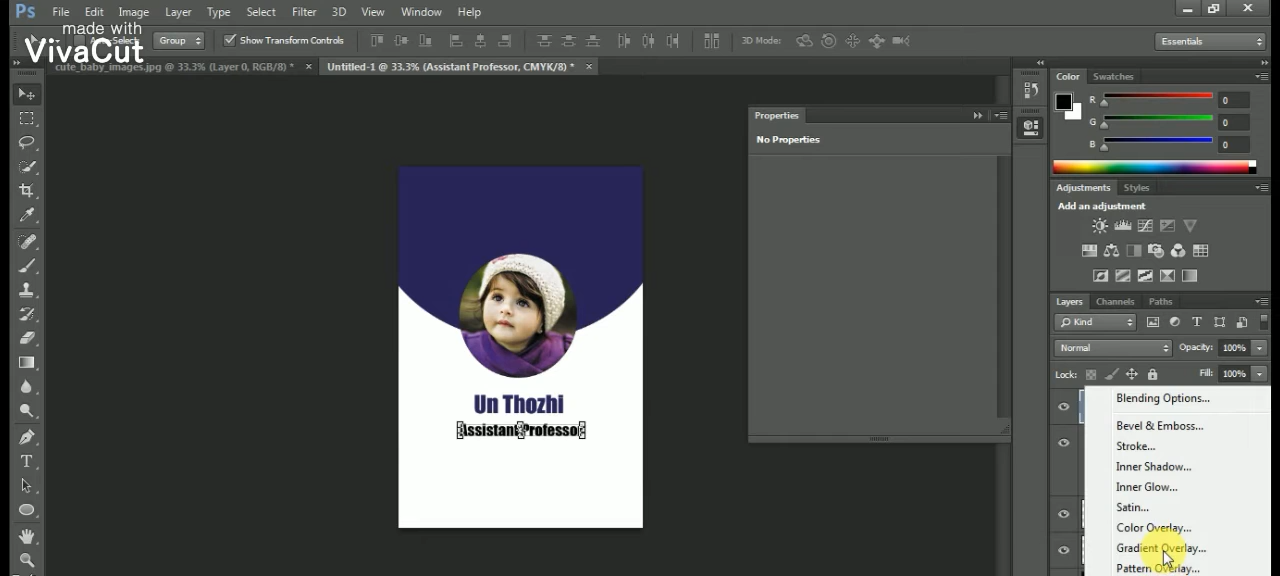 Ps File Edit Image Layer Type Select Filter 3D View Window Help
made with
VivaCut
Group Show Transform Controls 3D Mode: Essentials
cute_baby_images.jpg @ 33.3% (Layer 0, RGB/8) * × Untitled-1 @ 33.3% (Assistant Professor, CMYK/8) * ×
Color Swatches
R 0
G 0
B 0
Properties
No Properties
Adjustments Styles
Add an adjustment
Layers Channels Paths
Kind
Normal Opacity: 100%
Lock: Fill: 100%
Un Thozhi
Assistant Professor
Blending Options...
Bevel & Emboss...
Stroke...
Inner Shadow...
Inner Glow...
Satin...
Color Overlay...
Gradient Overlay...
Pattern Overlay...